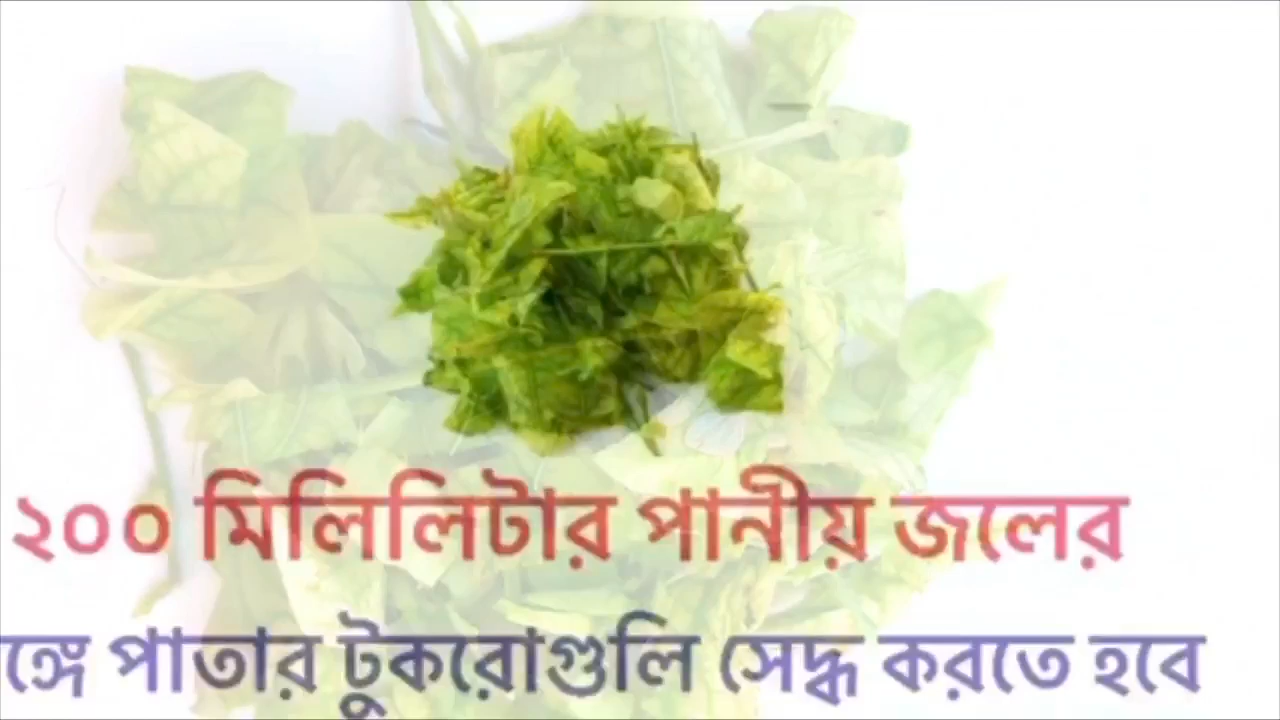 ২০০ মিলিলিটার পানীয় জলের
ঙ্গে পাতার টুকরোগুলি সেদ্ধ করতে হবে